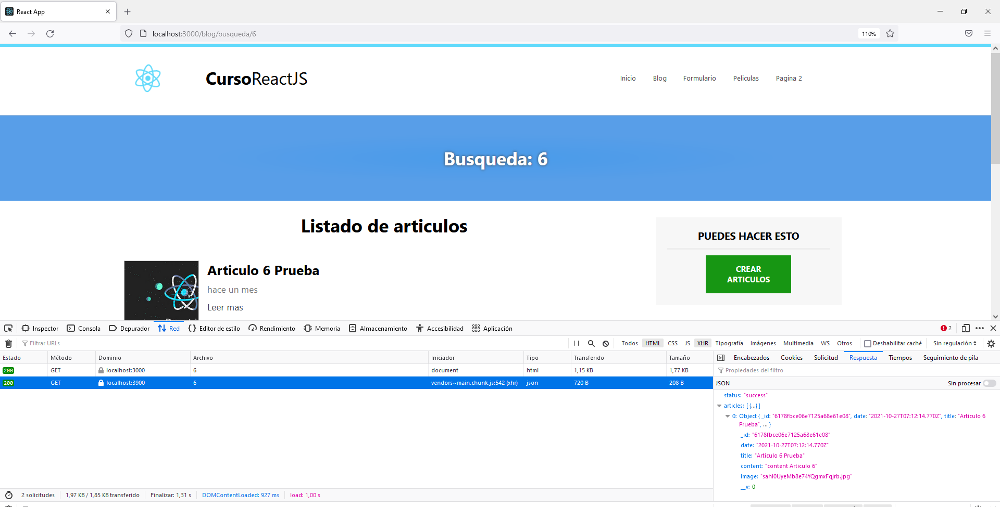 React App
localhost:3000/blog/busqueda/6
110%
CursoReactJS
Inicio Blog Formulario Peliculas Pagina 2
Busqueda: 6
Listado de articulos
Articulo 6 Prueba
hace un mes
Leer mas
PUEDES HACER ESTO
CREAR
ARTICULOS
Inspector Consola Depurador Red Editor de estilo Rendimiento Memoria Almacenamiento Accesibilidad Aplicación 2
Filtrar URLs Todos HTML CSS JS XHR Tipografía Imágenes Multimedia WS Otros Deshabilitar caché Sin regulación
Estado Método Dominio Archivo Iniciador Tipo Transferido Tamaño
200 GET localhost:3000 6 document html 1,15 KB 1,77 KB
200 GET localhost:3900 6 vendors~main.chunk.js:542 (xhr) json 720 B 208 B
Encabezados Cookies Solicitud Respuesta Tiempos Seguimiento de pila
Propiedades del filtro
JSON Sin procesar
status: "success"
articles: [ {…} ]
0: Object { _id: "6178fbce06e7125a68e61e08", date: "2021-10-27T07:12:14.770Z", title: "Articulo 6
Prueba", … }
_id: "6178fbce06e7125a68e61e08"
date: "2021-10-27T07:12:14.770Z"
title: "Articulo 6 Prueba"
content: "content Articulo 6"
image: "sahI0UyeMb8e74YQgmxFqjrb.jpg"
__v: 0
2 solicitudes 1,97 KB / 1,85 KB transferido Finalizar: 1,31 s DOMContentLoaded: 927 ms load: 1,00 s